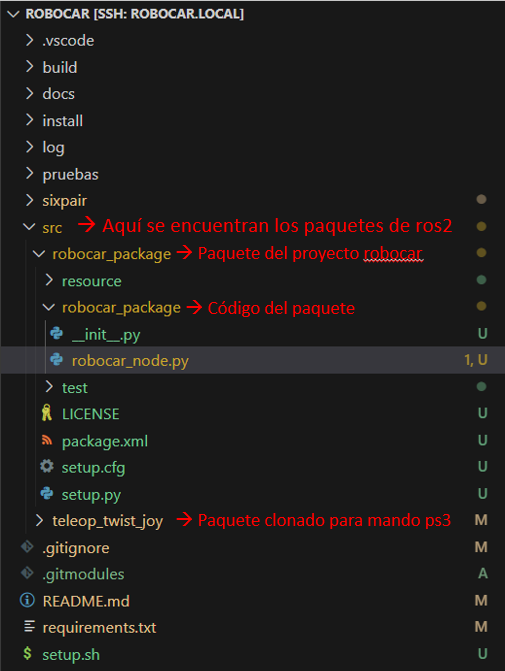 ROBOCAR [SSH: ROBOCAR.LOCAL]
.vscode
build
docs
install
log
pruebas
sixpair
src → Aquí se encuentran los paquetes de ros2
robocar_package → Paquete del proyecto robocar
resource
robocar_package → Código del paquete
__init__.py U
robocar_node.py 1, U
test
LICENSE U
package.xml U
setup.cfg U
setup.py U
teleop_twist_joy → Paquete clonado para mando ps3 M
.gitignore M
.gitmodules A
README.md M
requirements.txt M
$ setup.sh U